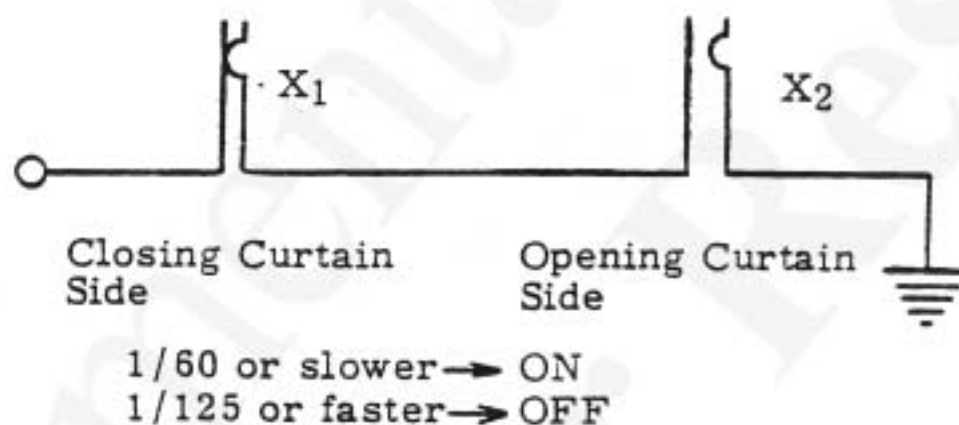 X₁
X₂
Closing Curtain
Side
Opening Curtain
Side
1/60 or slower→ ON
1/125 or faster→ OFF